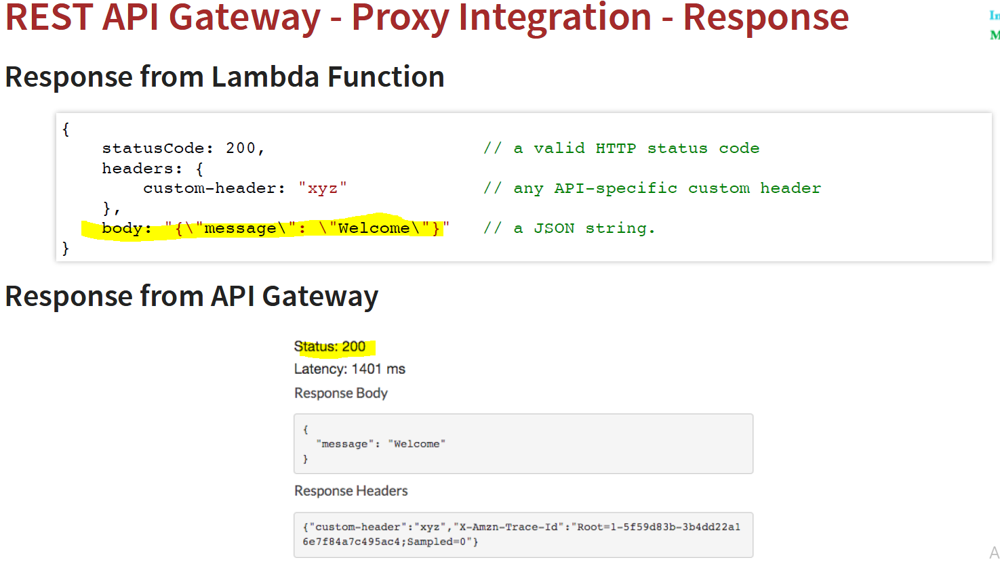 REST API Gateway - Proxy Integration - Response
In
M
Response from Lambda Function
{
statusCode: 200, // a valid HTTP status code
headers: {
custom-header: "xyz" // any API-specific custom header
},
body: "{\"message\": \"Welcome\"}" // a JSON string.
}
Response from API Gateway
Status: 200
Latency: 1401 ms
Response Body
{
"message": "Welcome"
}
Response Headers
{"custom-header":"xyz","X-Amzn-Trace-Id":"Root=1-5f59d83b-3b4dd22a1
6e7f84a7c495ac4;Sampled=0"}
A